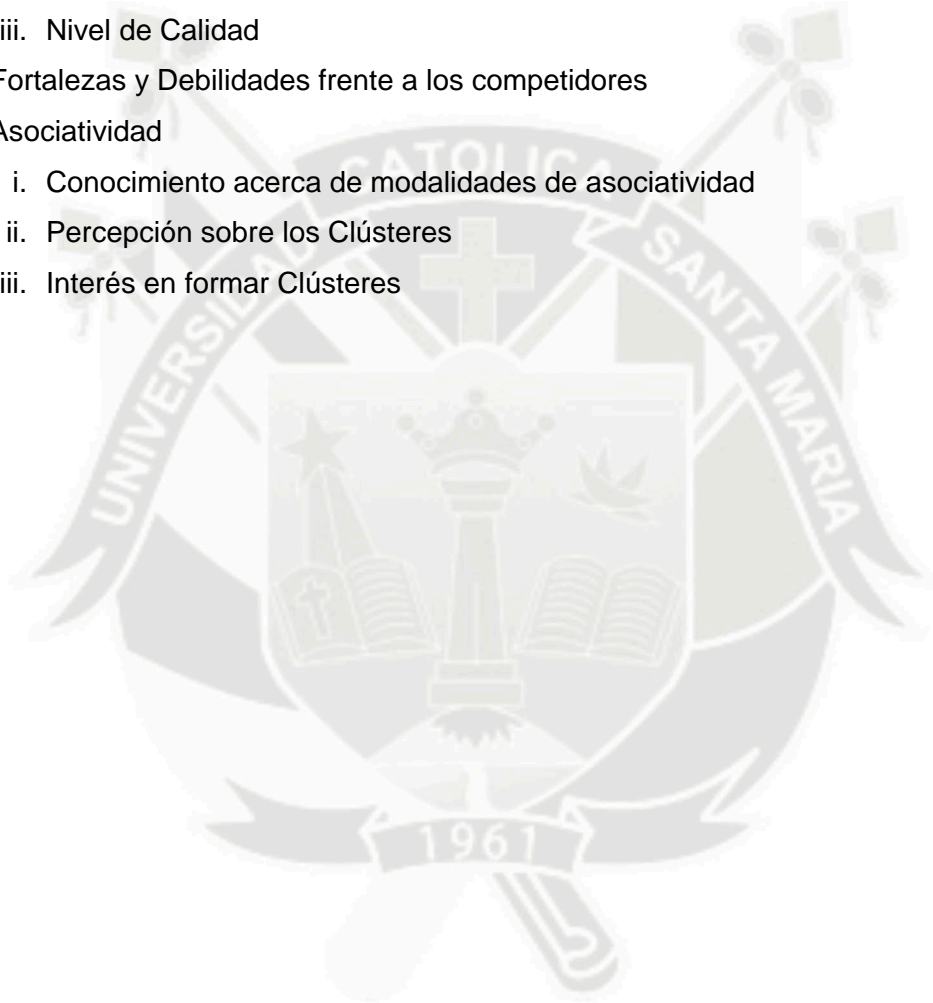 iii. Nivel de Calidad
Fortalezas y Debilidades frente a los competidores
Asociatividad
i. Conocimiento acerca de modalidades de asociatividad
ii. Percepción sobre los Clústeres
iii. Interés en formar Clústeres
UNIVERSIDAD CATOLICA SANTA MARIA
1961